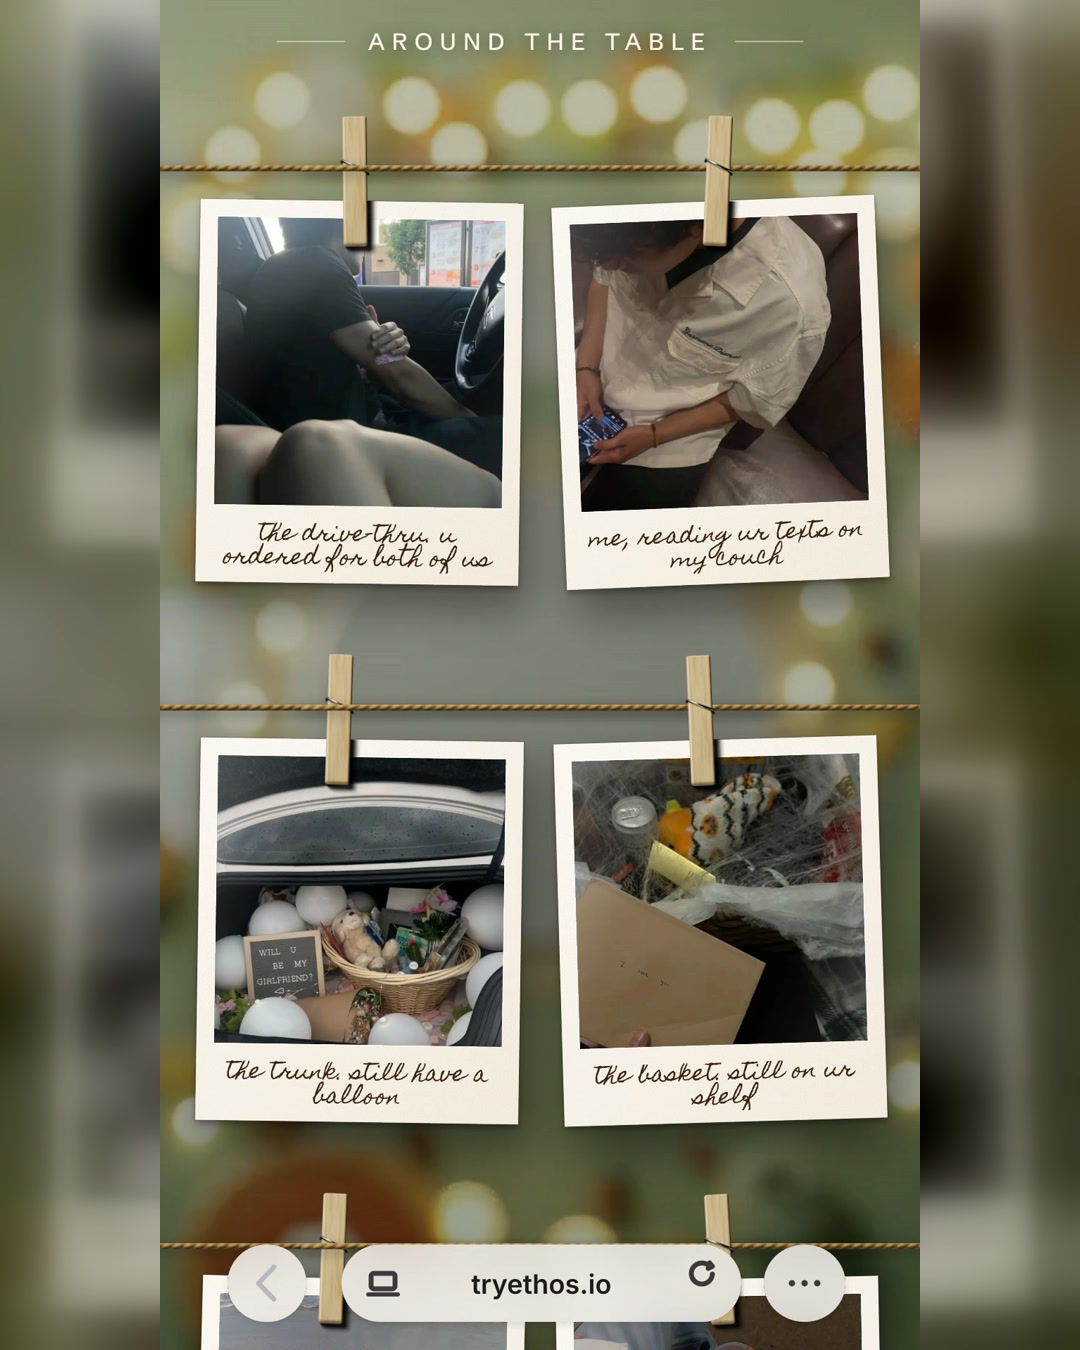 AROUND THE TABLE
the drive-thru. u
ordered for both of us
me, reading ur texts on
my couch
WILL U
BE MY
GIRLFRIEND?
the trunk. still have a
balloon
the basket. still on ur
shelf
tryethos.io